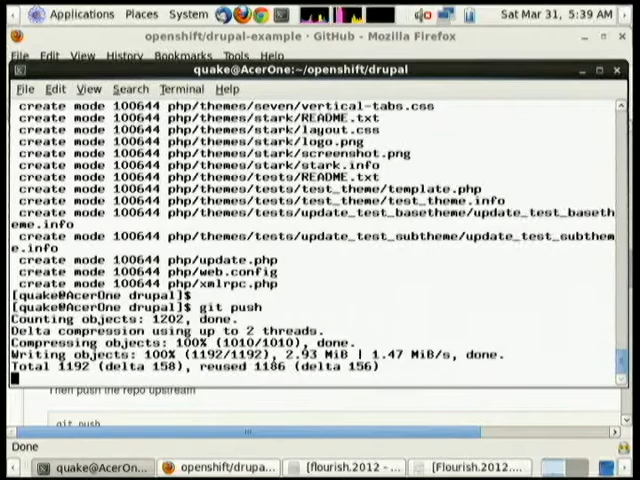 Applications Places System Sat Mar 31, 5:39 AM
openshift/drupal-example · GitHub - Mozilla Firefox
File Edit View History Bookmarks Tools Help
quake@AcerOne:~/openshift/drupal
File Edit View Search Terminal Help
create mode 100644 php/themes/seven/vertical-tabs.css
create mode 100644 php/themes/stark/README.txt
create mode 100644 php/themes/stark/layout.css
create mode 100644 php/themes/stark/logo.png
create mode 100644 php/themes/stark/screenshot.png
create mode 100644 php/themes/stark/stark.info
create mode 100644 php/themes/tests/README.txt
create mode 100644 php/themes/tests/test_theme/template.php
create mode 100644 php/themes/tests/test_theme/test_theme.info
create mode 100644 php/themes/tests/update_test_basetheme/update_test_baseth
eme.info
create mode 100644 php/themes/tests/update_test_subtheme/update_test_subthem
e.info
create mode 100644 php/update.php
create mode 100644 php/web.config
create mode 100644 php/xmlrpc.php
[quake@AcerOne drupal]$
[quake@AcerOne drupal]$ git push
Counting objects: 1202, done.
Delta compression using up to 2 threads.
Compressing objects: 100% (1010/1010), done.
Writing objects: 100% (1192/1192), 2.93 MiB | 1.47 MiB/s, done.
Total 1192 (delta 158), reused 1186 (delta 156)
Then push the repo upstream
git push
Done
quake@AcerOn... openshift/drupa... [flourish.2012 - ... [Flourish.2012....